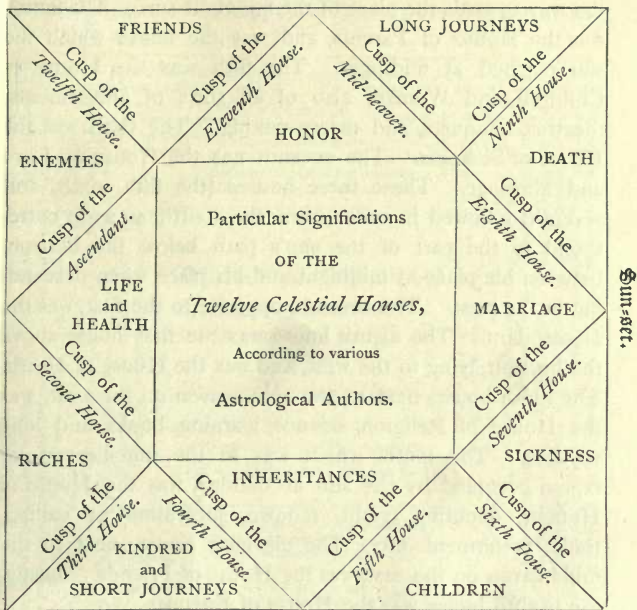 FRIENDS
LONG JOURNEYS
Cusp of the
Twelfth House.
Cusp of the
Eleventh House.
Cusp of the
Mid-heaven.
Cusp of the
Ninth House.
HONOR
ENEMIES
DEATH
Cusp of the
Ascendant.
Cusp of the
Eighth House.
Particular Significations
OF THE
Twelve Celestial Houses,
According to various
Astrological Authors.
LIFE
and
HEALTH
MARRIAGE
Sun=set.
Cusp of the
Second House.
Cusp of the
Seventh House.
RICHES
SICKNESS
INHERITANCES
Cusp of the
Third House.
Cusp of the
Fourth House.
Cusp of the
Fifth House.
Cusp of the
Sixth House.
KINDRED
and
SHORT JOURNEYS
CHILDREN